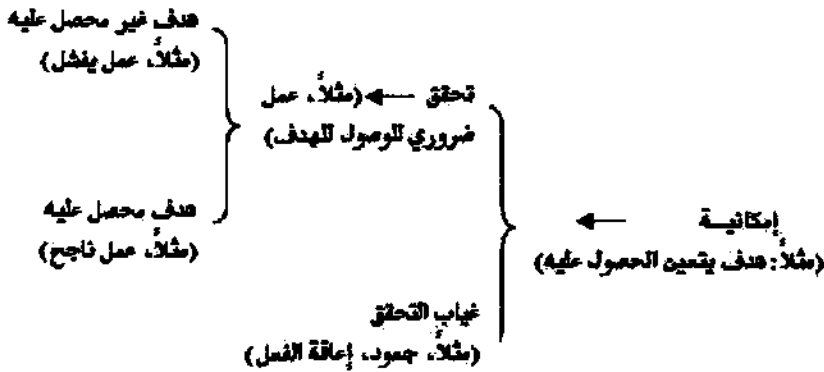 إمكانية
(مثلاً: هدف يتعين الحصول عليه)
تحقق (مثلاً، عمل
ضروري للوصول للهدف)
غياب التحقق
(مثلاً، جمود، إعاقة الفعل)
هدف غير محصل عليه
(مثلاً، عمل يفشل)
هدف محصل عليه
(مثلاً، عمل ناجح)